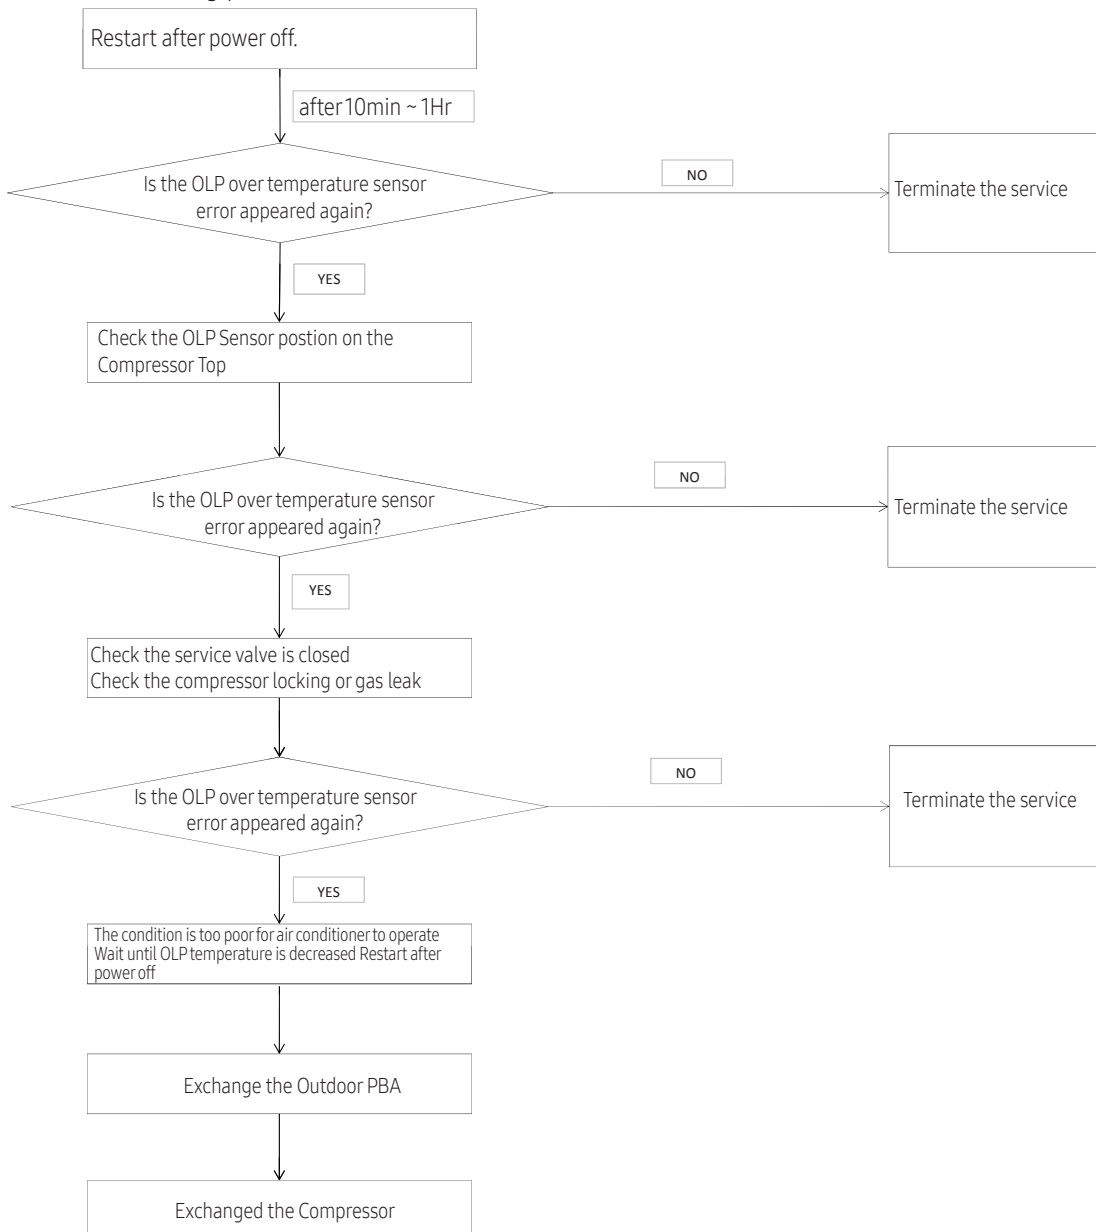 Restart after power off.
after 10min ~ 1Hr
Is the OLP over temperature sensor
error appeared again?
NO
Terminate the service
YES
Check the OLP Sensor postion on the
Compressor Top
Is the OLP over temperature sensor
error appeared again?
NO
Terminate the service
YES
Check the service valve is closed
Check the compressor locking or gas leak
Is the OLP over temperature sensor
error appeared again?
NO
Terminate the service
YES
The condition is too poor for air conditioner to operate
Wait until OLP temperature is decreased Restart after
power off
Exchange the Outdoor PBA
Exchanged the Compressor